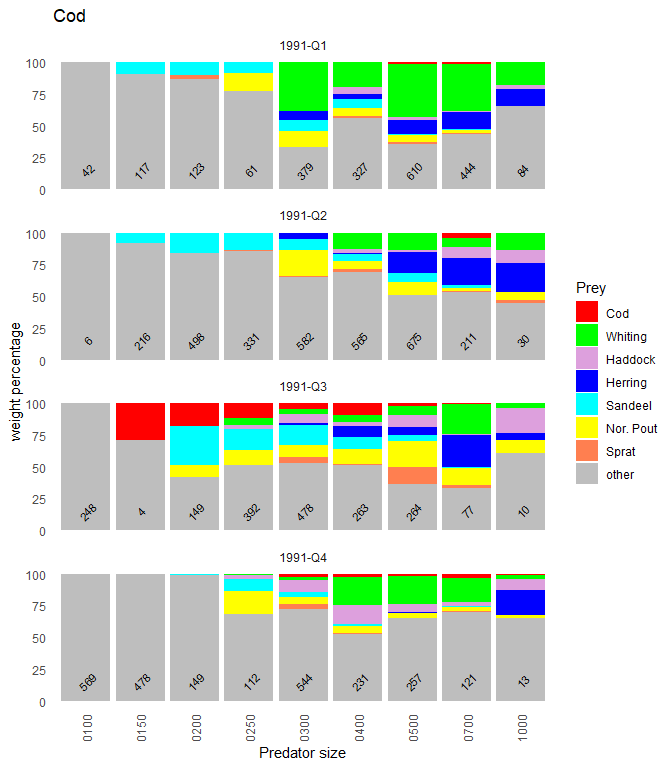 Cod
1991-Q1
100
75
50
25
0
42 117 123 61 379 327 610 444 84
1991-Q2
100
75
50
25
0
6 216 498 331 582 565 675 211 30
1991-Q3
100
75
50
25
0
248 4 149 392 478 263 264 77 10
1991-Q4
100
75
50
25
0
569 478 149 112 544 231 257 121 13
0100 0150 0200 0250 0300 0400 0500 0700 1000
Predator size
weight percentage
Prey
Cod
Whiting
Haddock
Herring
Sandeel
Nor. Pout
Sprat
other